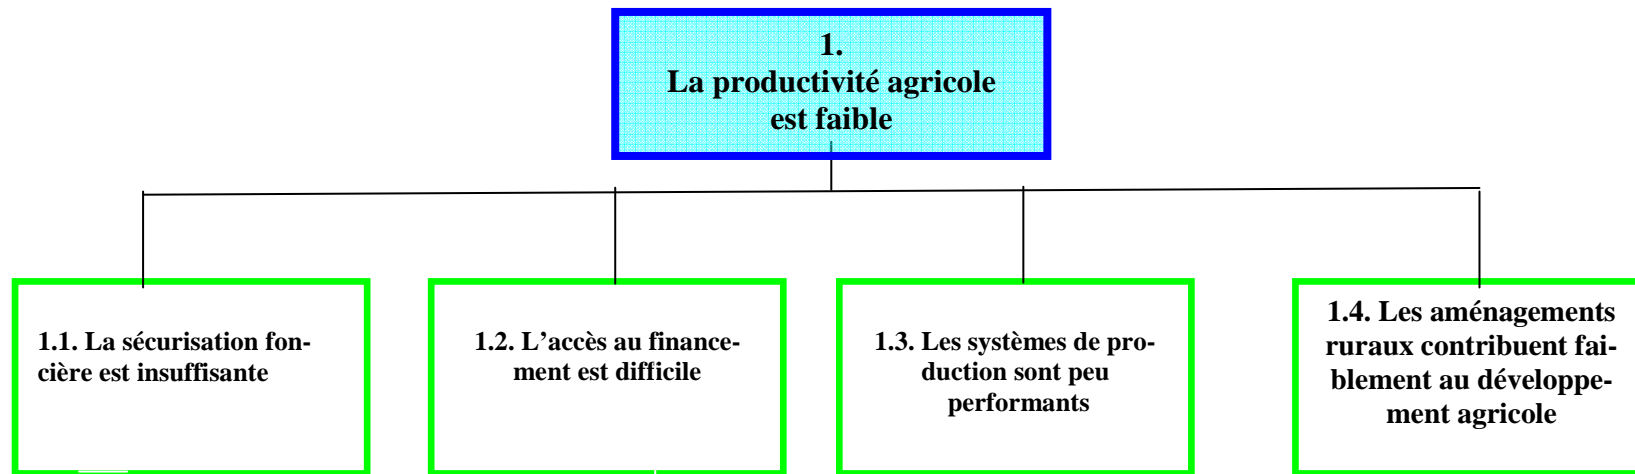 1.
La productivité agricole
est faible
1.1. La sécurisation fon-
cière est insuffisante
1.2. L’accès au finance-
ment est difficile
1.3. Les systèmes de pro-
duction sont peu
performants
1.4. Les aménagements
ruraux contribuent fai-
blement au développe-
ment agricole